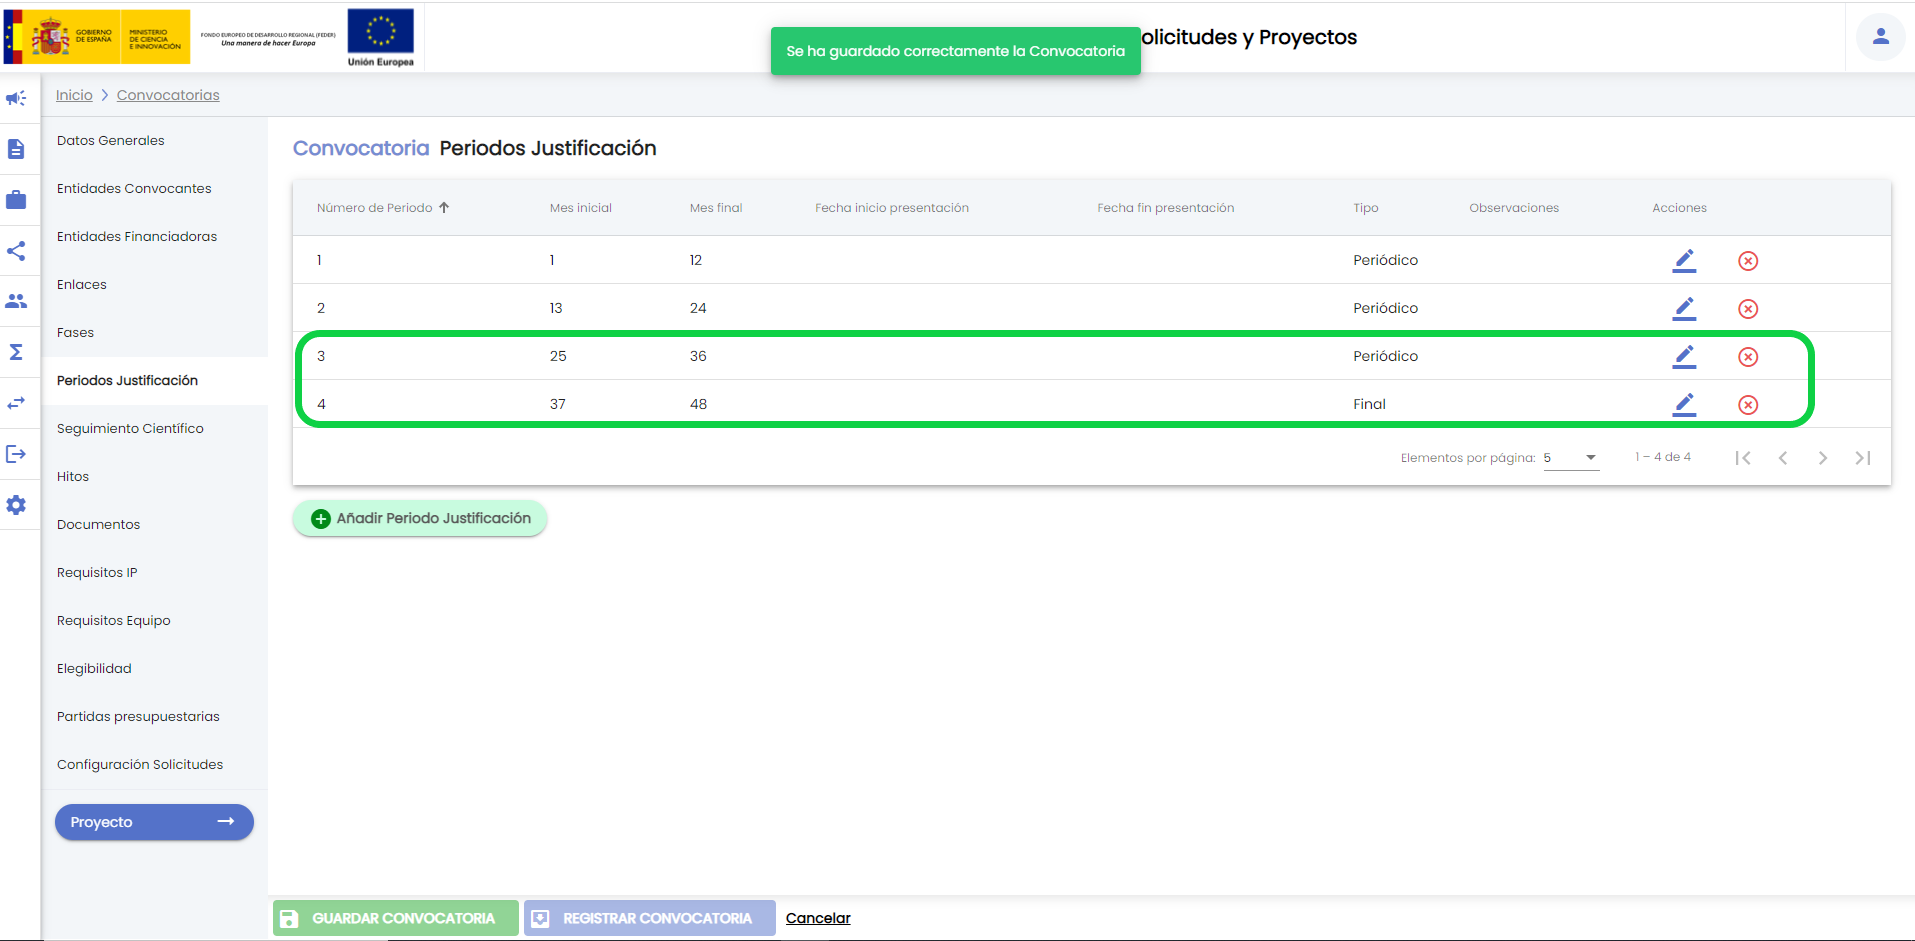 GOBIERNO
DE ESPAÑA
MINISTERIO
DE CIENCIA
E INNOVACIÓN
FONDO EUROPEO DE DESARROLLO REGIONAL (FEDER)
Una manera de hacer Europa
Unión Europea
Se ha guardado correctamente la Convocatoria
olicitudes y Proyectos
Inicio Convocatorias
Datos Generales
Entidades Convocantes
Entidades Financiadoras
Enlaces
Fases
Periodos Justificación
Seguimiento Científico
Hitos
Documentos
Requisitos IP
Requisitos Equipo
Elegibilidad
Partidas presupuestarias
Configuración Solicitudes
Proyecto
Convocatoria Periodos Justificación
Número de Periodo Mes inicial Mes final Fecha inicio presentación Fecha fin presentación Tipo Observaciones Acciones
1 1 12 Periódico
2 13 24 Periódico
3 25 36 Periódico
4 37 48 Final
Elementos por página: 5 1 – 4 de 4
Añadir Periodo Justificación
GUARDAR CONVOCATORIA REGISTRAR CONVOCATORIA Cancelar